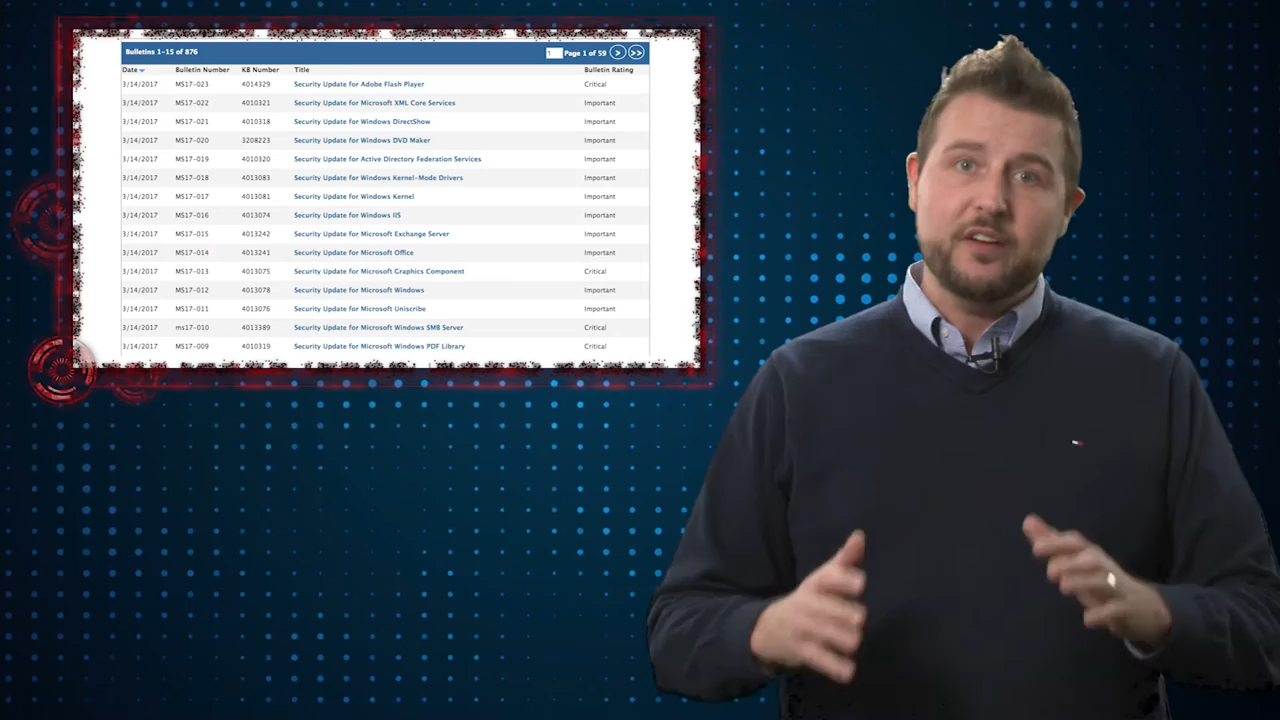 Bulletins 1-15 of 876 1 Page 1 of 59 > >>
Date Bulletin Number KB Number Title Bulletin Rating
3/14/2017 MS17-023 4014329 Security Update for Adobe Flash Player Critical
3/14/2017 MS17-022 4010321 Security Update for Microsoft XML Core Services Important
3/14/2017 MS17-021 4010318 Security Update for Windows DirectShow Important
3/14/2017 MS17-020 3208223 Security Update for Windows DVD Maker Important
3/14/2017 MS17-019 4010320 Security Update for Active Directory Federation Services Important
3/14/2017 MS17-018 4013083 Security Update for Windows Kernel-Mode Drivers Important
3/14/2017 MS17-017 4013081 Security Update for Windows Kernel Important
3/14/2017 MS17-016 4013074 Security Update for Windows IIS Important
3/14/2017 MS17-015 4013242 Security Update for Microsoft Exchange Server Important
3/14/2017 MS17-014 4013241 Security Update for Microsoft Office Important
3/14/2017 MS17-013 4013075 Security Update for Microsoft Graphics Component Critical
3/14/2017 MS17-012 4013078 Security Update for Microsoft Windows Important
3/14/2017 MS17-011 4013076 Security Update for Microsoft Uniscribe Important
3/14/2017 ms17-010 4013389 Security Update for Microsoft Windows SMB Server Critical
3/14/2017 MS17-009 4010319 Security Update for Microsoft Windows PDF Library Critical